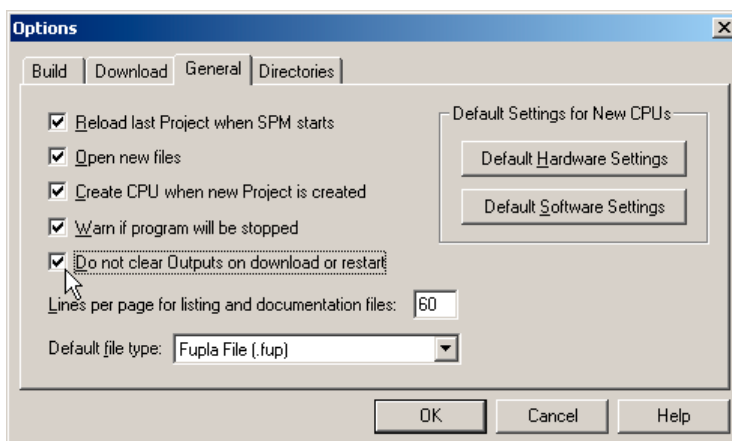 Options
Build Download General Directories
Reload last Project when SPM starts
Open new files
Create CPU when new Project is created
Warn if program will be stopped
Do not clear Outputs on download or restart
Lines per page for listing and documentation files: 60
Default file type: Fupla File (.fup)
Default Settings for New CPUs
Default Hardware Settings
Default Software Settings
OK Cancel Help